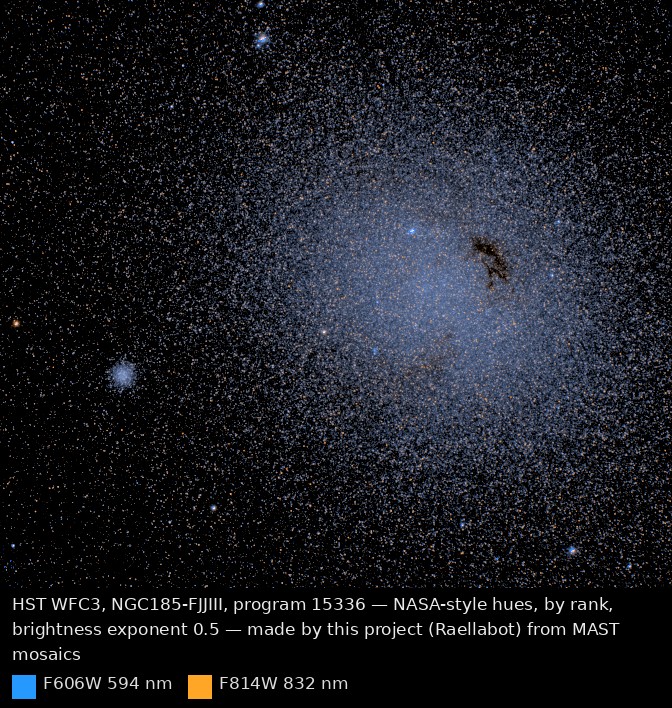 HST WFC3, NGC185-FJJIII, program 15336 — NASA-style hues, by rank,
brightness exponent 0.5 — made by this project (Raellabot) from MAST
mosaics
F606W 594 nm F814W 832 nm